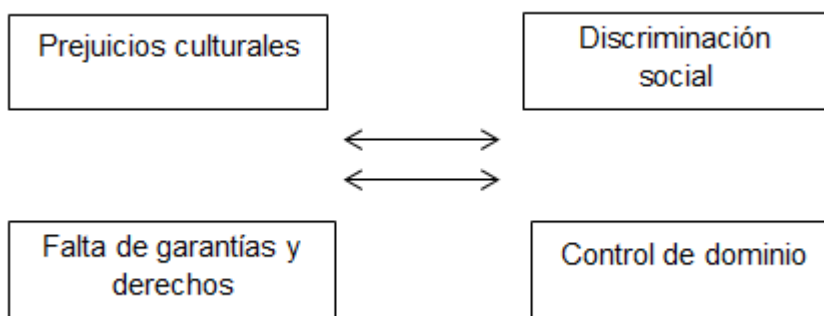 Prejuicios culturales
Discriminación
social
Falta de garantías y
derechos
Control de dominio